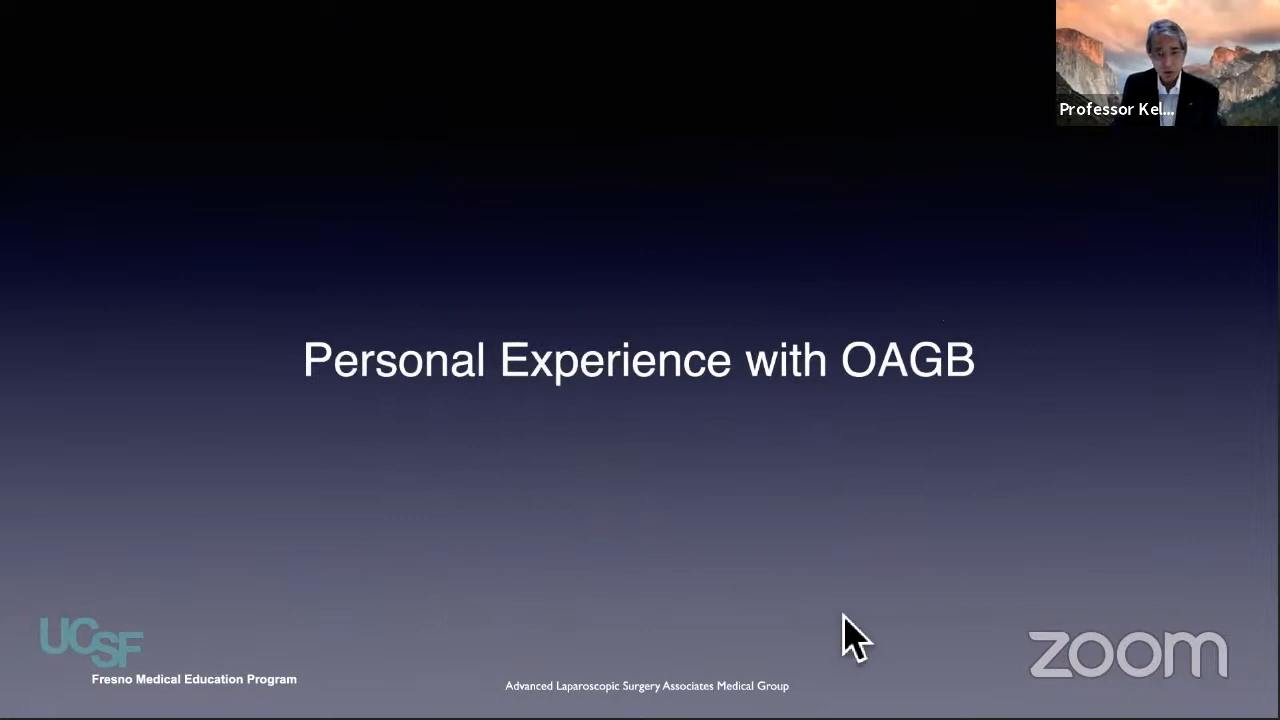 Professor Kel...
Personal Experience with OAGB
UCSF
Fresno Medical Education Program
Advanced Laparoscopic Surgery Associates Medical Group
zoom